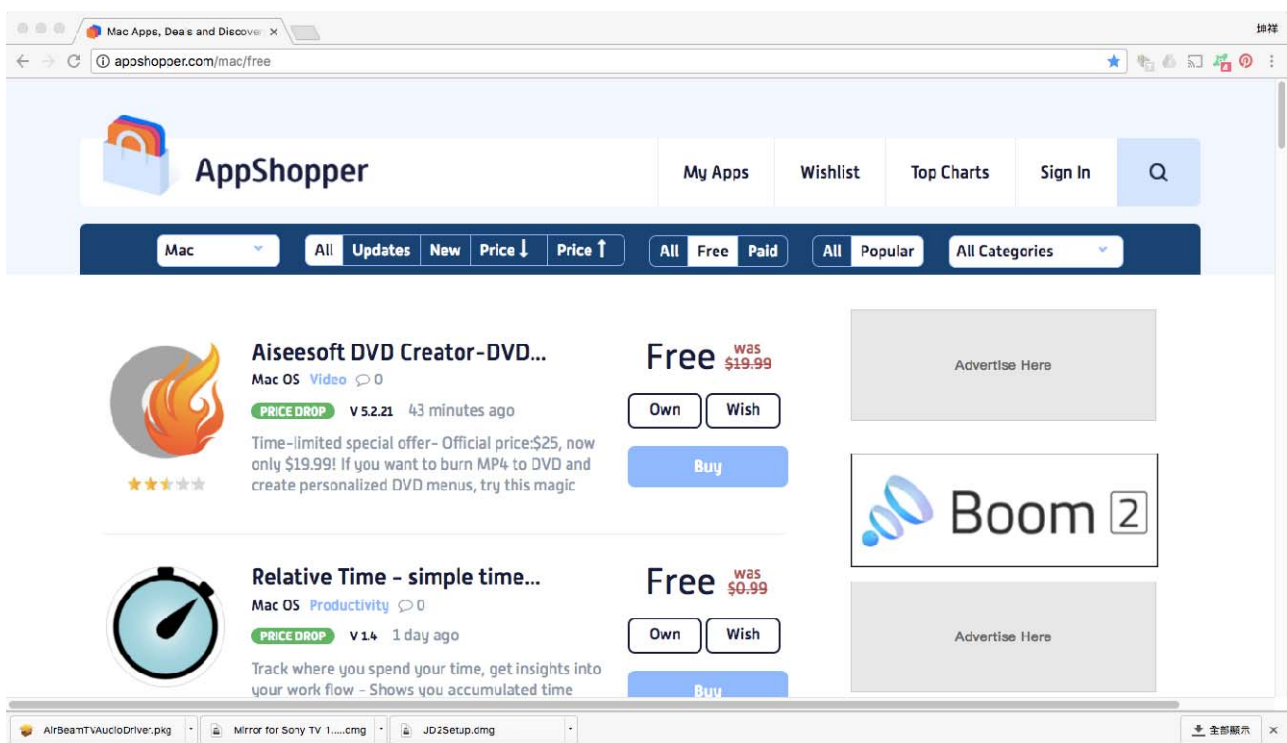 Mac Apps, Deals and Discover
坤祥
appshopper.com/mac/free
AppShopper
My Apps
Wishlist
Top Charts
Sign In
Mac
All Updates New Price ↓ Price ↑
All Free Paid
All Popular
All Categories
Aiseesoft DVD Creator-DVD...
Mac OS Video 0
PRICE DROP V 5.2.21 43 minutes ago
Time-limited special offer- Official price:$25, now
only $19.99! If you want to burn MP4 to DVD and
create personalized DVD menus, try this magic
Free was
$19.99
Own Wish
Buy
Advertise Here
Boom 2
Relative Time - simple time...
Mac OS Productivity 0
PRICE DROP V 1.4 1 day ago
Track where you spend your time, get insights into
your work flow - Shows you accumulated time
Free was
$0.99
Own Wish
Buy
Advertise Here
AirBeamTVAudioDriver.pkg
Mirror for Sony TV 1.....dmg
JD2Setup.dmg
全部顯示